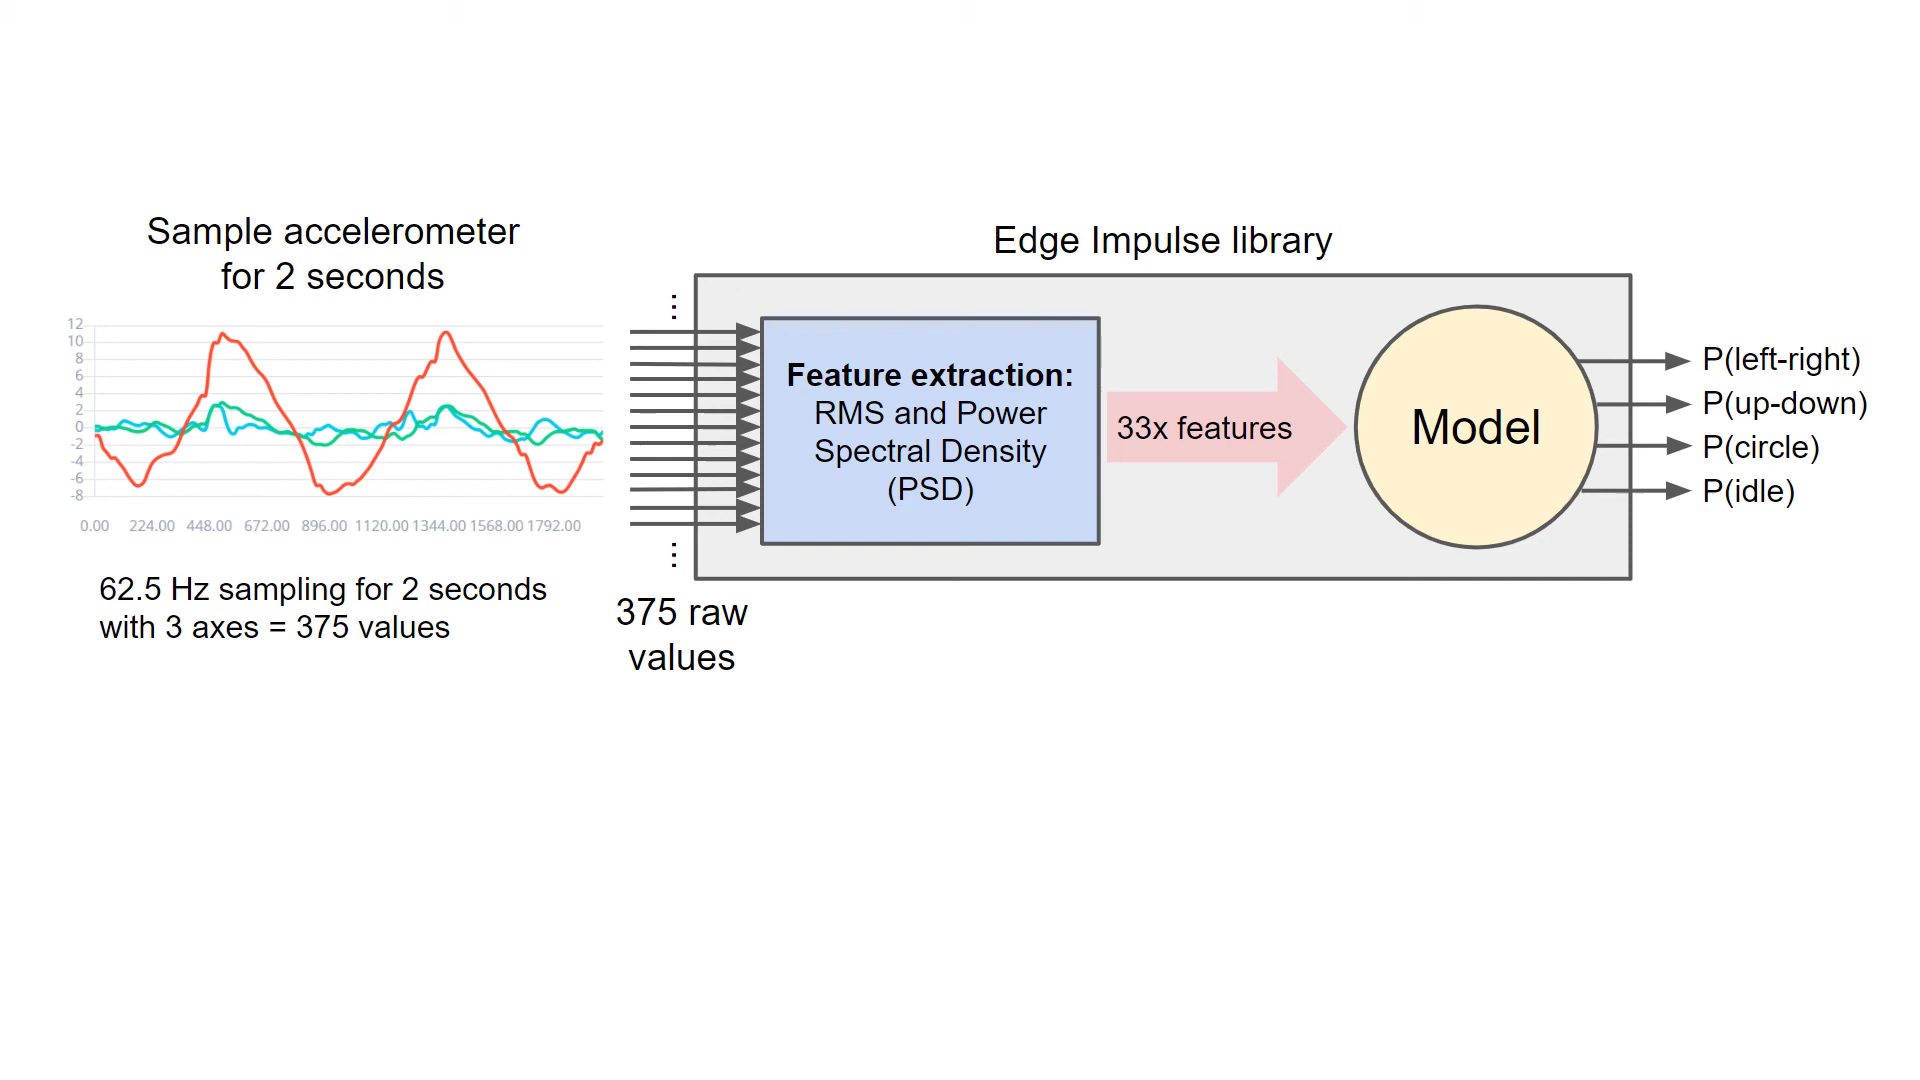 Sample accelerometer
for 2 seconds
12
10
8
6
4
2
0
-2
-4
-6
-8
0.00 224.00 448.00 672.00 896.00 1120.00 1344.00 1568.00 1792.00
62.5 Hz sampling for 2 seconds
with 3 axes = 375 values
375 raw
values
Edge Impulse library
Feature extraction:
RMS and Power
Spectral Density
(PSD)
33x features
Model
P(left-right)
P(up-down)
P(circle)
P(idle)